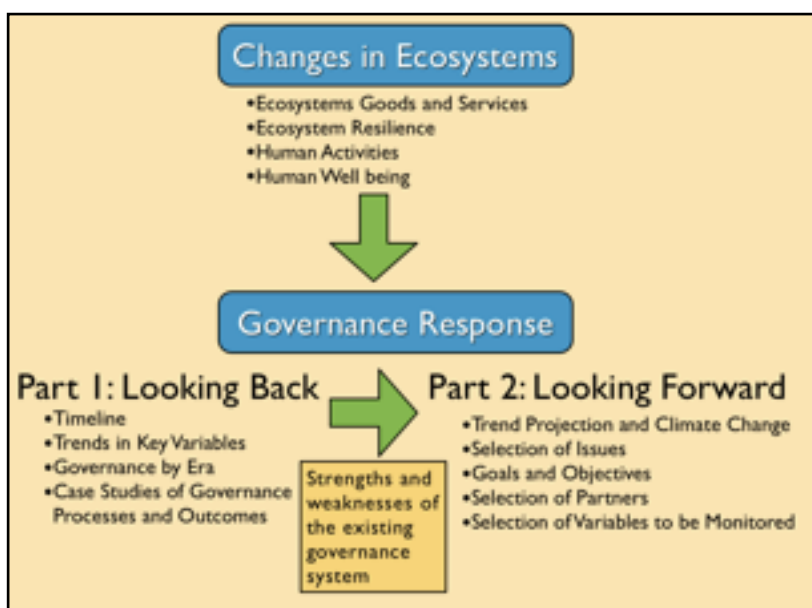 Changes in Ecosystems
•Ecosystems Goods and Services
•Ecosystem Resilience
•Human Activities
•Human Well being
Governance Response
Part 1: Looking Back
•Timeline
•Trends in Key Variables
•Governance by Era
•Case Studies of Governance
Processes and Outcomes
Strengths and
weaknesses of
the existing
governance
system
Part 2: Looking Forward
•Trend Projection and Climate Change
•Selection of Issues
•Goals and Objectives
•Selection of Partners
•Selection of Variables to be Monitored